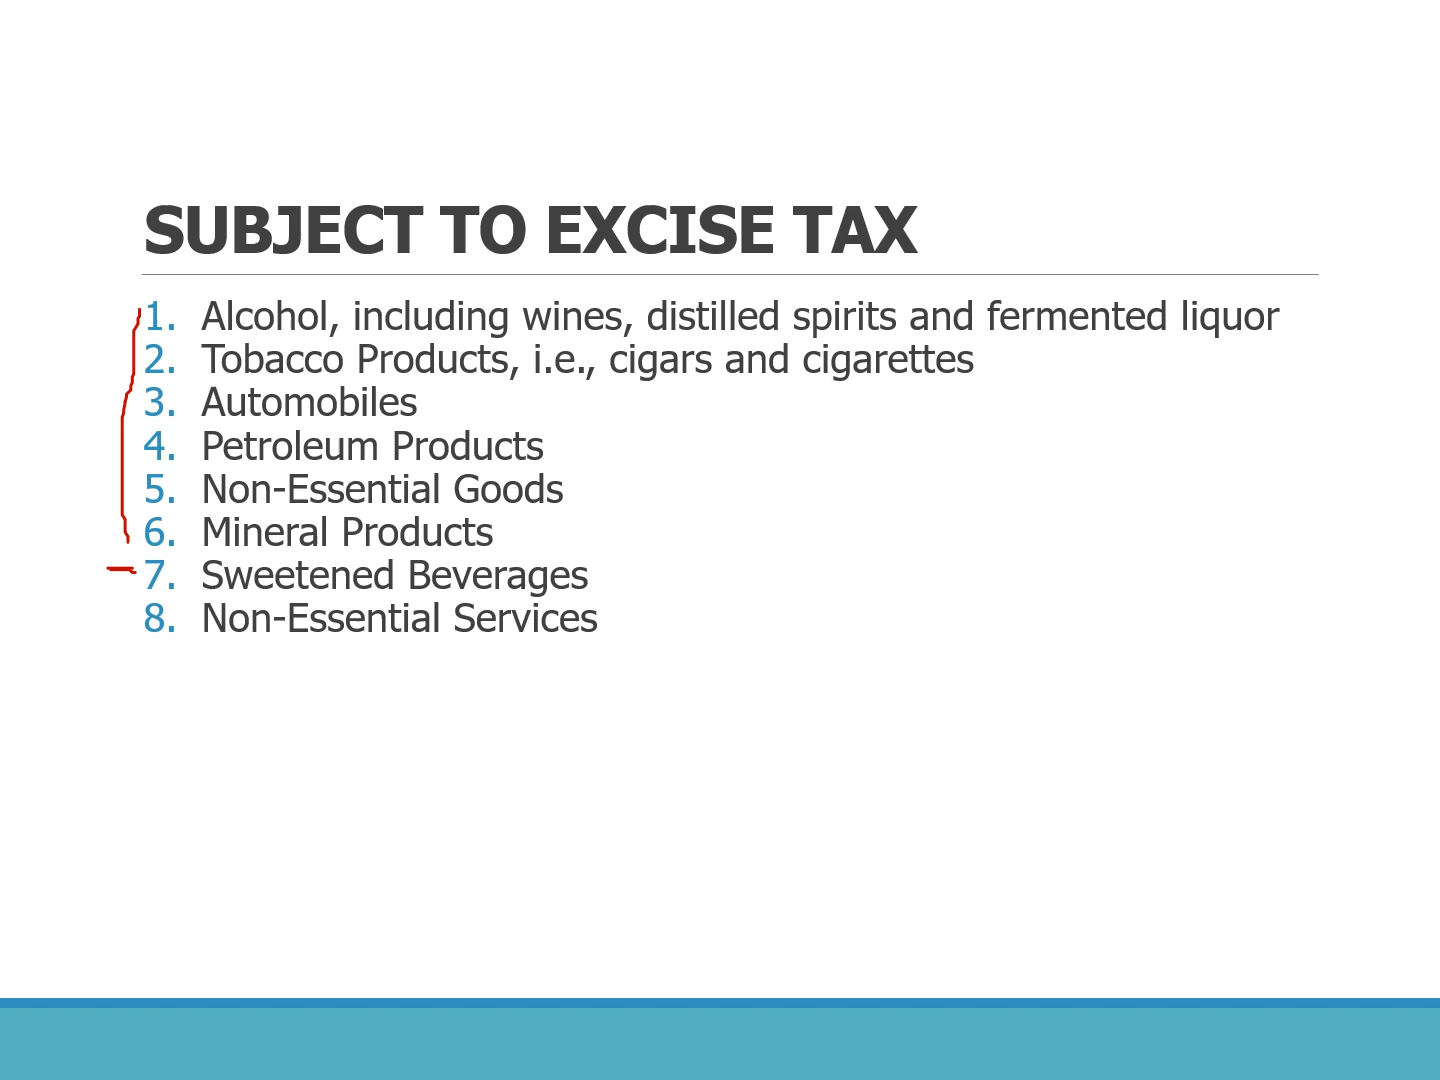 SUBJECT TO EXCISE TAX
1. Alcohol, including wines, distilled spirits and fermented liquor
2. Tobacco Products, i.e., cigars and cigarettes
3. Automobiles
4. Petroleum Products
5. Non-Essential Goods
6. Mineral Products
7. Sweetened Beverages
8. Non-Essential Services